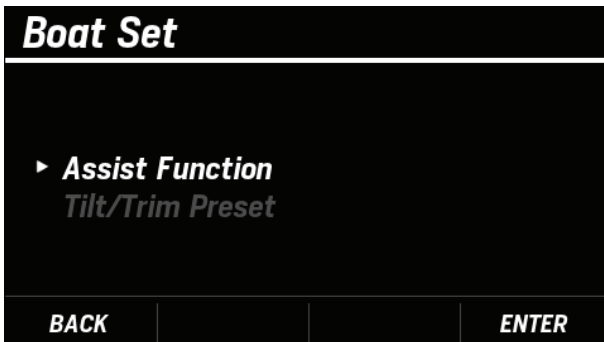 Boat Set
Assist Function
Tilt/Trim Preset
BACK
ENTER